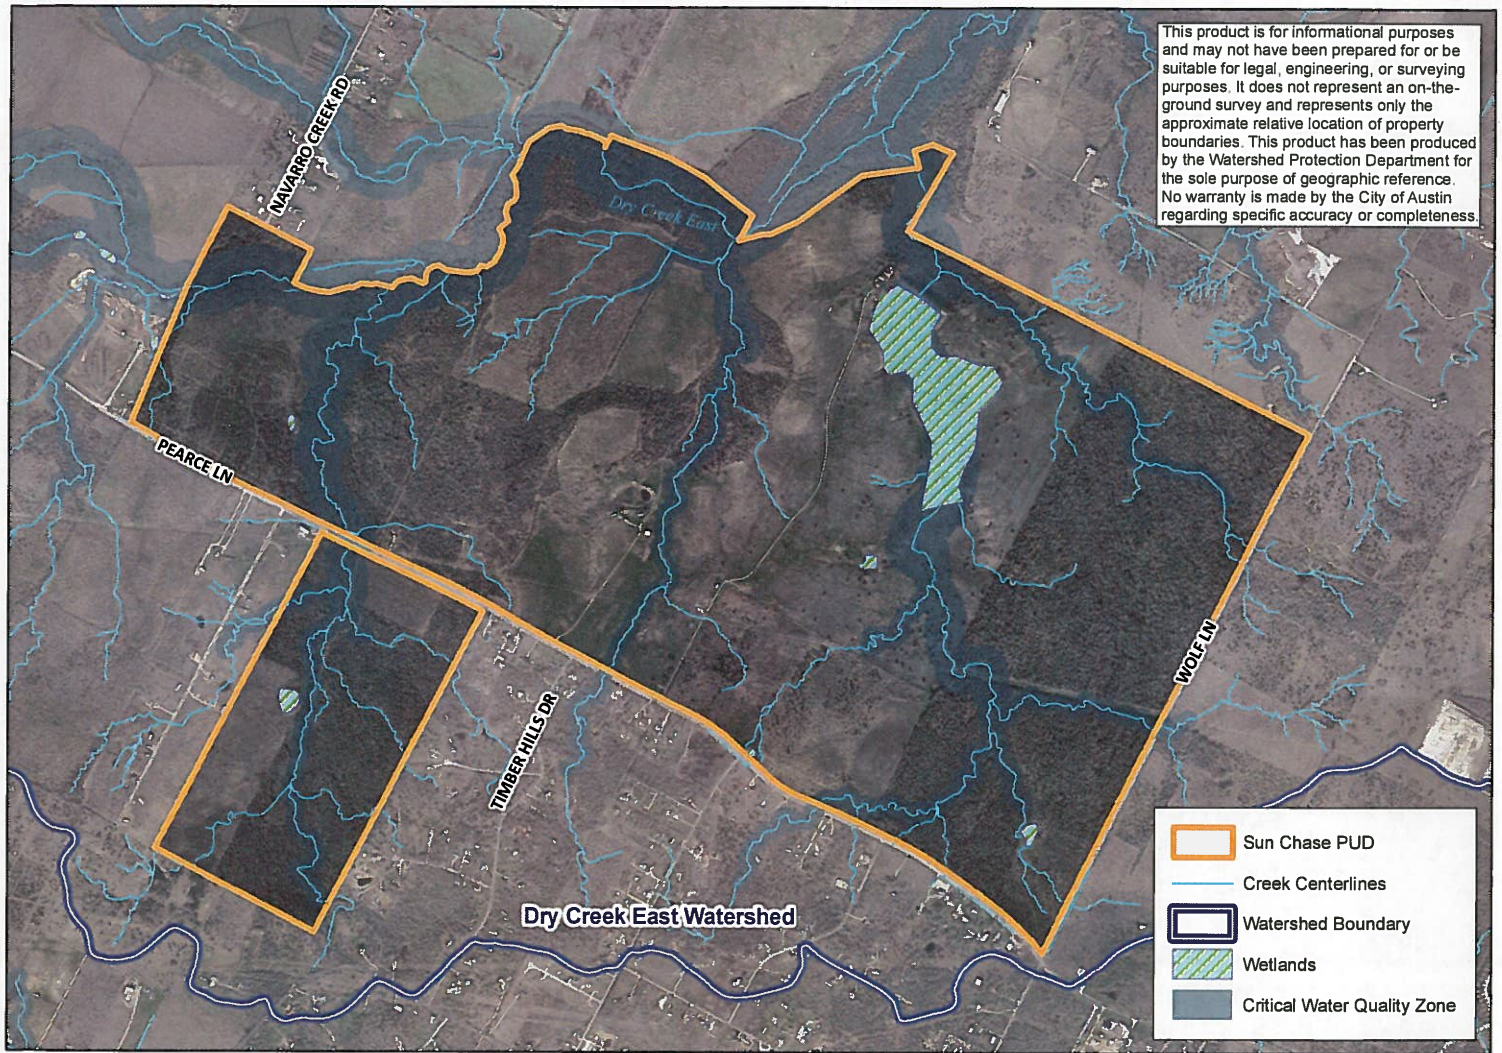 This product is for informational purposes
and may not have been prepared for or be
suitable for legal, engineering, or surveying
purposes. It does not represent an on-the-
ground survey and represents only the
approximate relative location of property
boundaries. This product has been produced
by the Watershed Protection Department for
the sole purpose of geographic reference.
No warranty is made by the City of Austin
regarding specific accuracy or completeness.
NAVARRO CREEK RD
Dry Creek East
PEARCE LN
WOLF LN
TIMBER HILLS DR
Dry Creek East Watershed
Sun Chase PUD
Creek Centerlines
Watershed Boundary
Wetlands
Critical Water Quality Zone